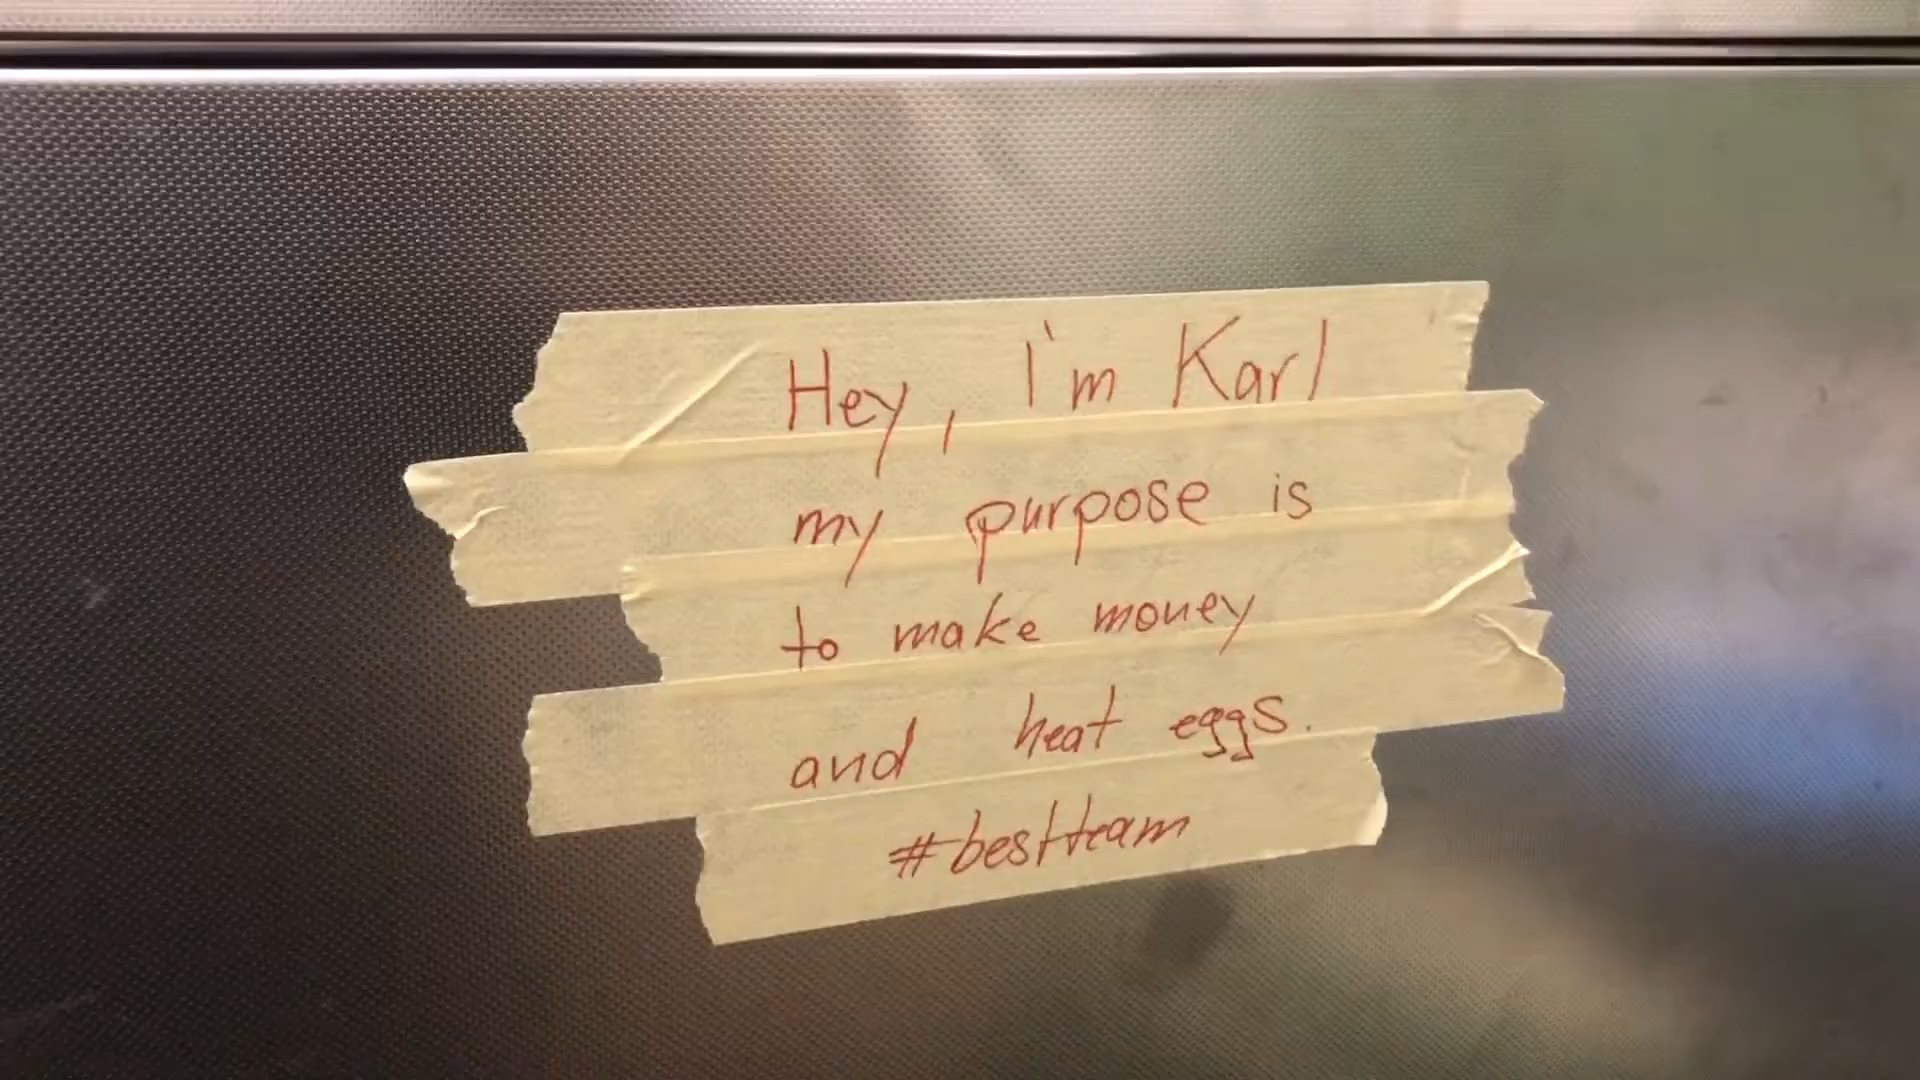 Hey, I'm Karl
my purpose is
to make money
and heat eggs.
#bestteam